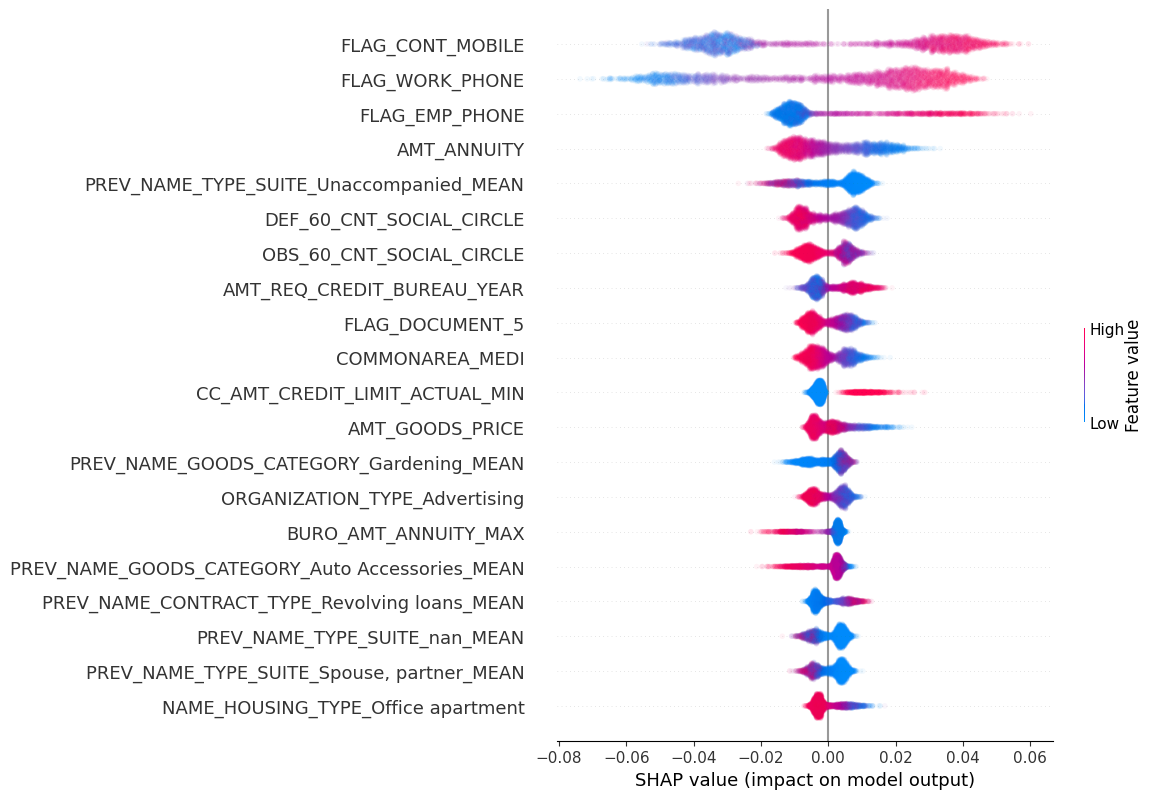 FLAG_CONT_MOBILE
FLAG_WORK_PHONE
FLAG_EMP_PHONE
AMT_ANNUITY
PREV_NAME_TYPE_SUITE_Unaccompanied_MEAN
DEF_60_CNT_SOCIAL_CIRCLE
OBS_60_CNT_SOCIAL_CIRCLE
AMT_REQ_CREDIT_BUREAU_YEAR
FLAG_DOCUMENT_5
COMMONAREA_MEDI
CC_AMT_CREDIT_LIMIT_ACTUAL_MIN
AMT_GOODS_PRICE
PREV_NAME_GOODS_CATEGORY_Gardening_MEAN
ORGANIZATION_TYPE_Advertising
BURO_AMT_ANNUITY_MAX
PREV_NAME_GOODS_CATEGORY_Auto Accessories_MEAN
PREV_NAME_CONTRACT_TYPE_Revolving loans_MEAN
PREV_NAME_TYPE_SUITE_nan_MEAN
PREV_NAME_TYPE_SUITE_Spouse, partner_MEAN
NAME_HOUSING_TYPE_Office apartment
−0.08 −0.06 −0.04 −0.02 0.00 0.02 0.04 0.06
SHAP value (impact on model output)
High
Low
Feature value